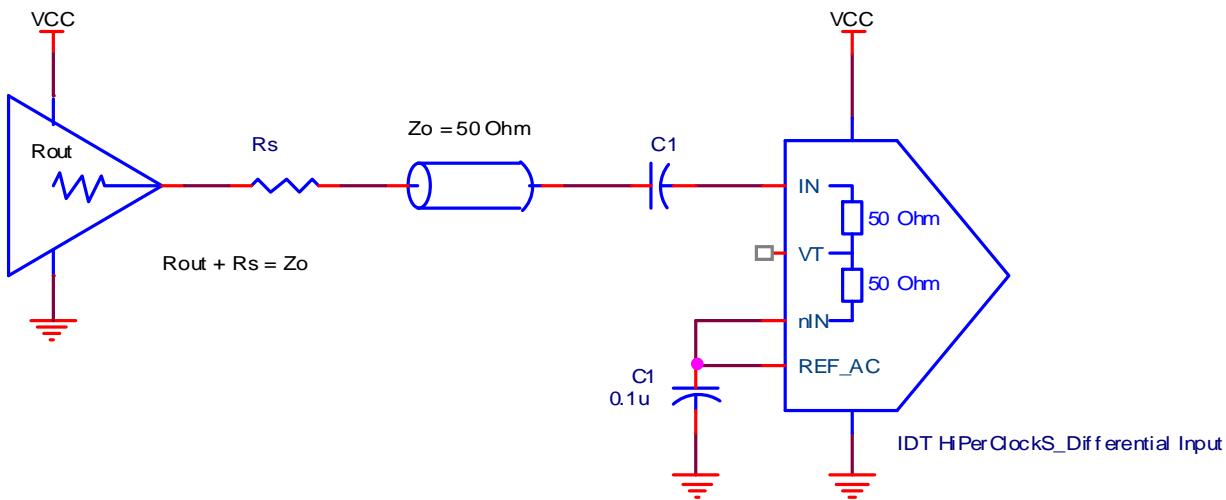 VCC
VCC
Zo = 50 Ohm
Rs
C1
Rout
IN
50 Ohm
VT
Rout + Rs = Zo
50 Ohm
nIN
REF_AC
C1
0.1u
IDT HiPerClockS_Differential Input